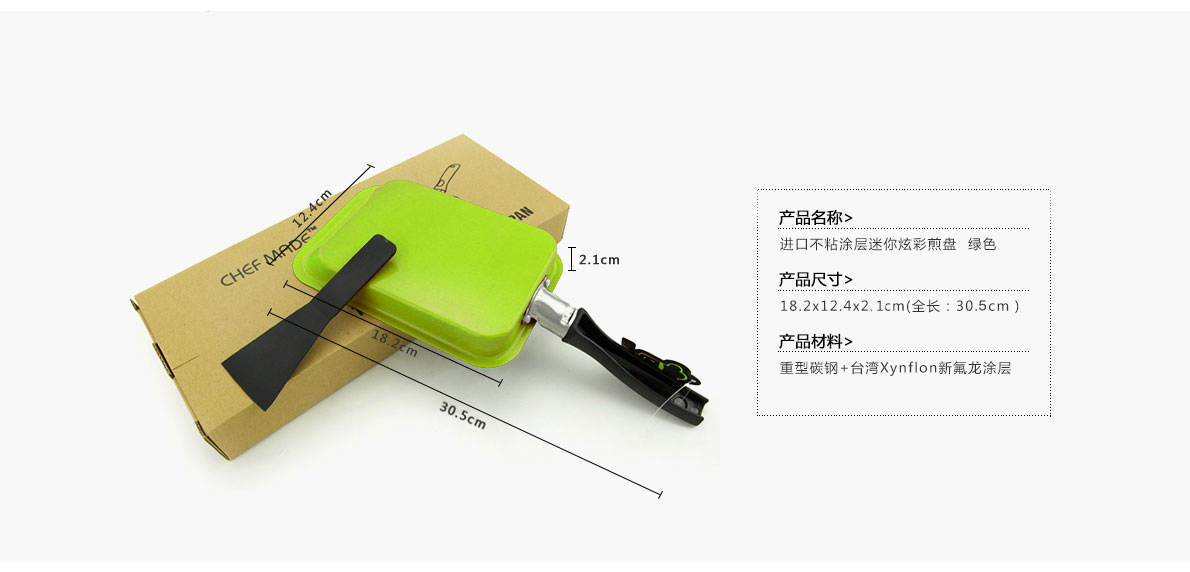 12.4cm
CHEF MADE™
PAN
2.1cm
18.2cm
30.5cm
产品名称>
进口不粘涂层迷你炫彩煎盘 绿色
产品尺寸>
18.2x12.4x2.1cm(全长：30.5cm )
产品材料>
重型碳钢+台湾Xynflon新氟龙涂层